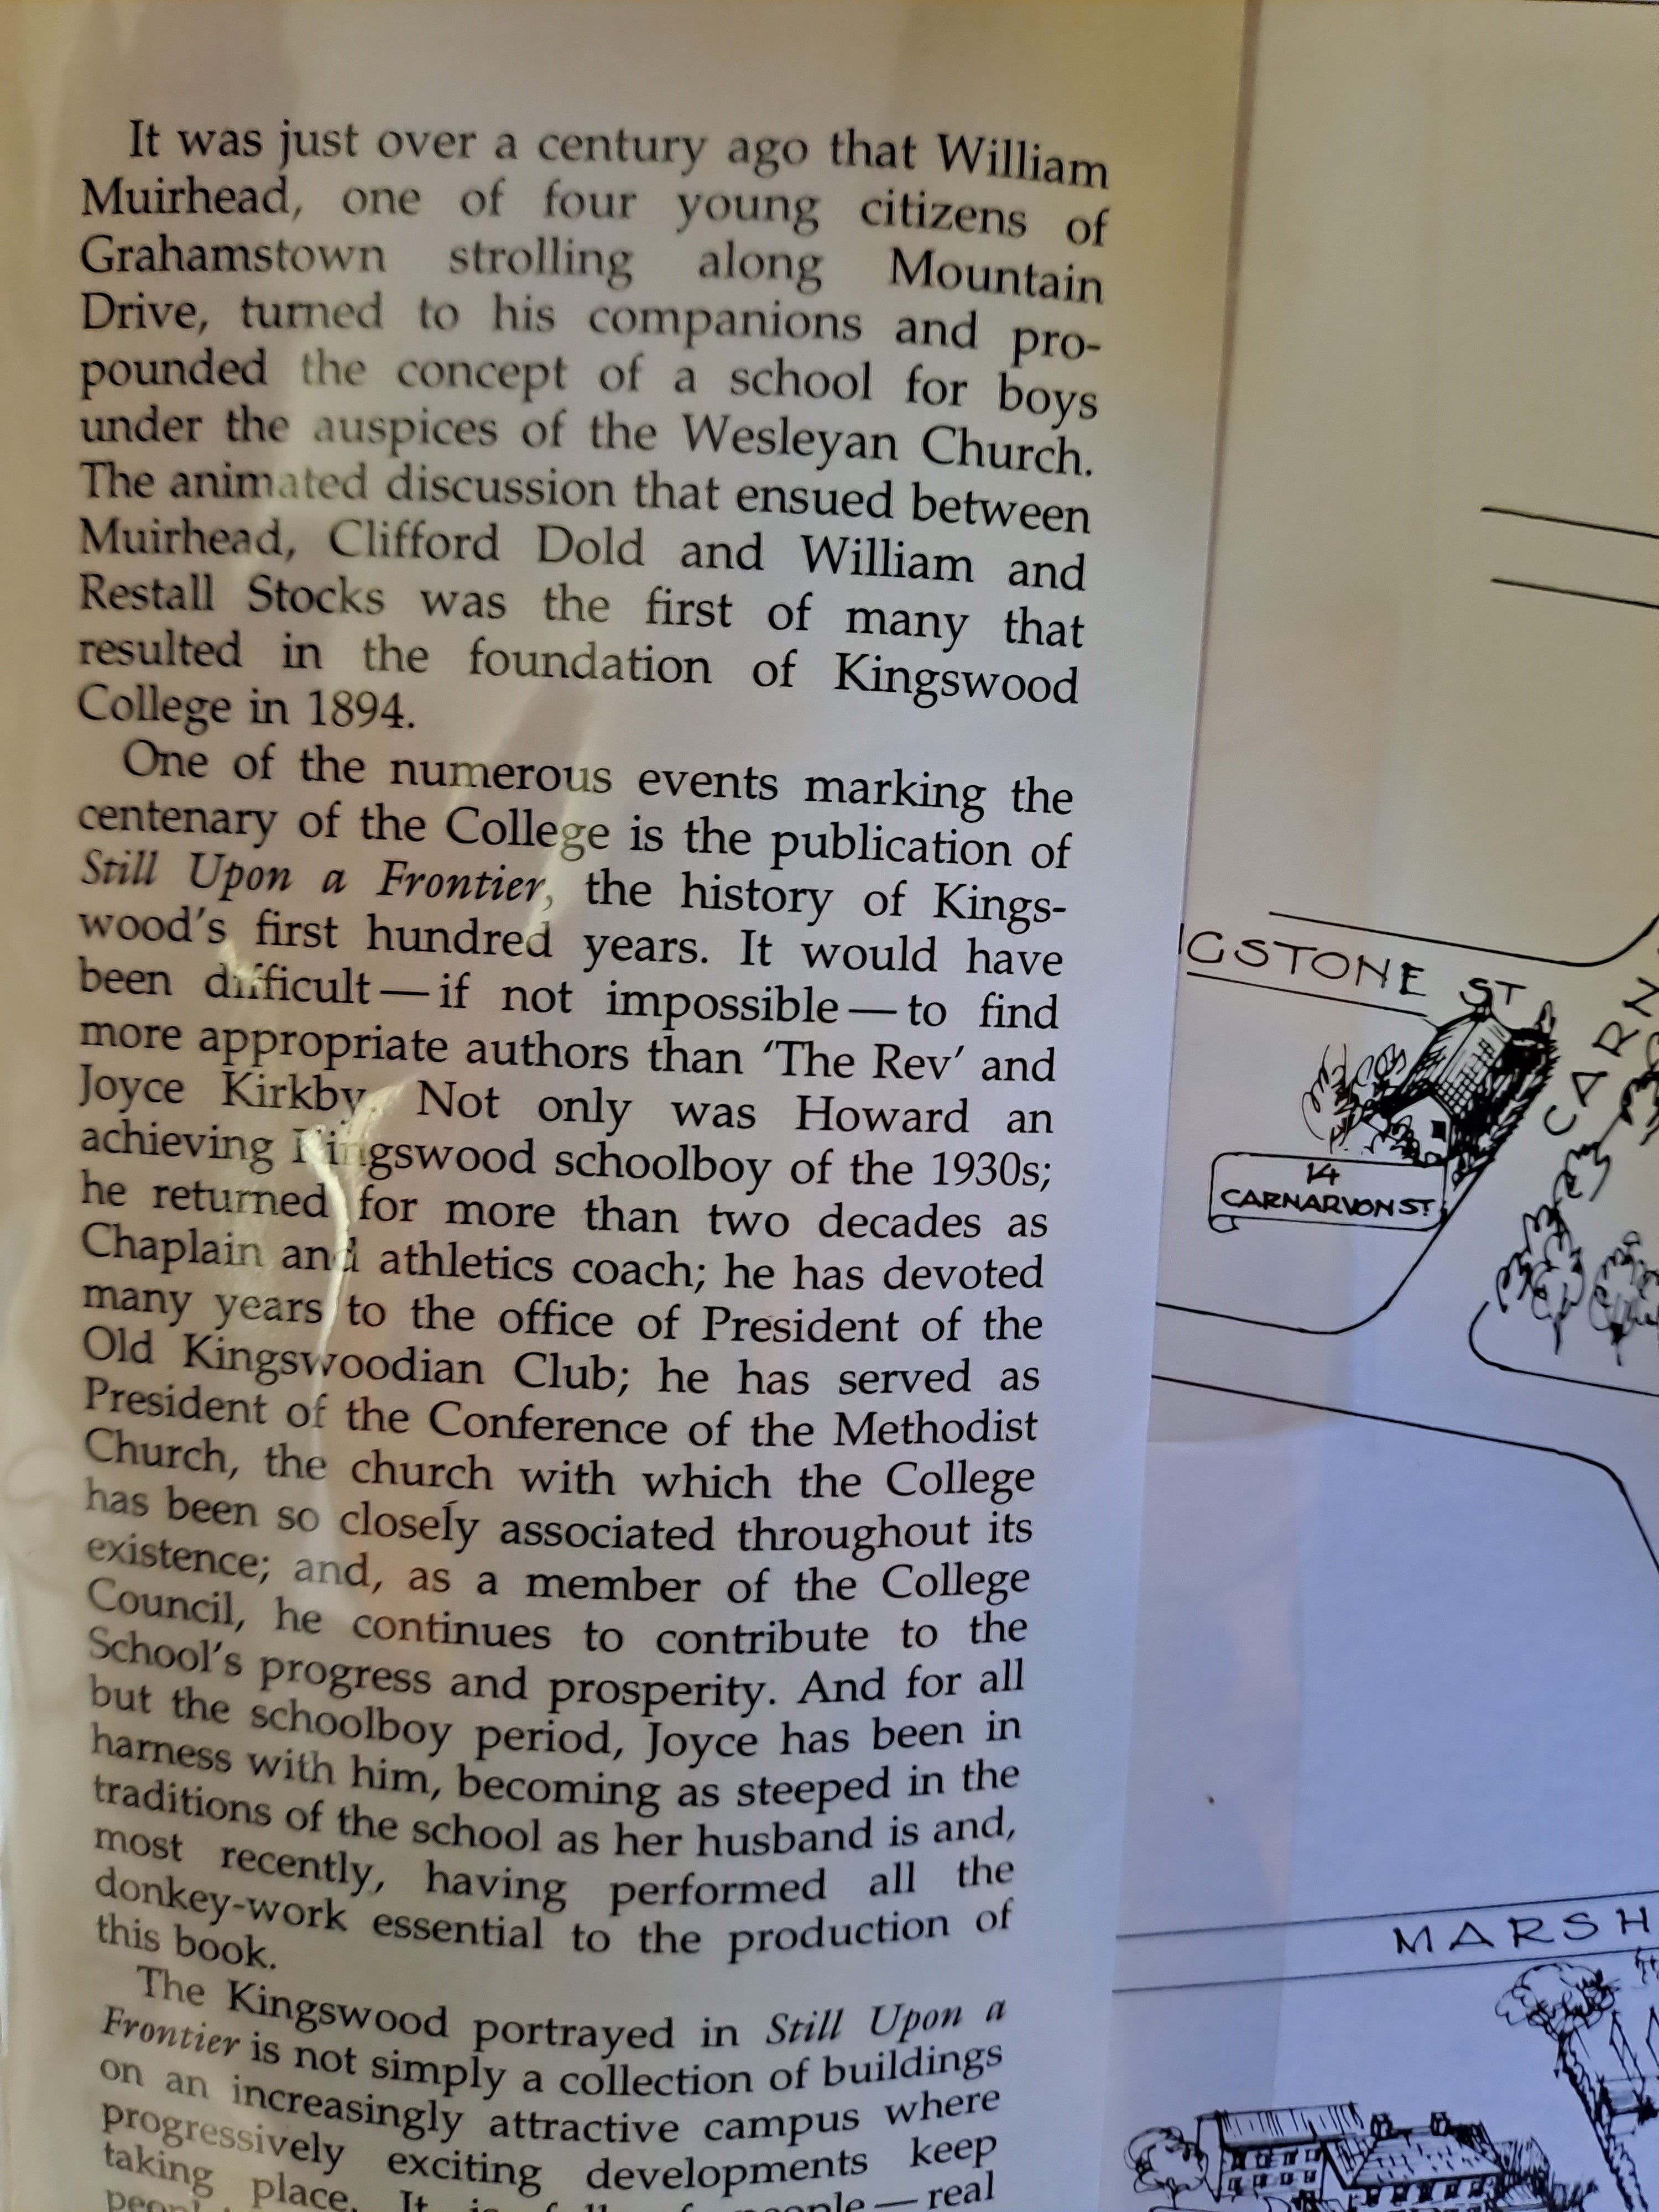 It was just over a century ago that William
Muirhead, one of four young citizens of
Grahamstown strolling along Mountain
Drive, turned to his companions and pro-
pounded the concept of a school for boys
under the auspices of the Wesleyan Church.
The animated discussion that ensued between
Muirhead, Clifford Dold and William and
Restall Stocks was the first of many that
resulted in the foundation of Kingswood
College in 1894.
One of the numerous events marking the
centenary of the College is the publication of
Still Upon a Frontier, the history of Kings-
wood's first hundred years. It would have
been difficult — if not impossible — to find
more appropriate authors than 'The Rev' and
Joyce Kirkby. Not only was Howard an
achieving Kingswood schoolboy of the 1930s;
he returned for more than two decades as
Chaplain and athletics coach; he has devoted
many years to the office of President of the
Old Kingswoodian Club; he has served as
President of the Conference of the Methodist
Church, the church with which the College
has been so closely associated throughout its
existence; and, as a member of the College
Council, he continues to contribute to the
School's progress and prosperity. And for all
but the schoolboy period, Joyce has been in
harness with him, becoming as steeped in the
traditions of the school as her husband is and,
most recently, having performed all the
donkey-work essential to the production of
this book.
The Kingswood portrayed in Still Upon a
Frontier is not simply a collection of buildings
on an increasingly attractive campus where
progressively exciting developments keep
taking place. It is — real
GSTONE ST
CARN
14
CARNARVON ST.
MARSH